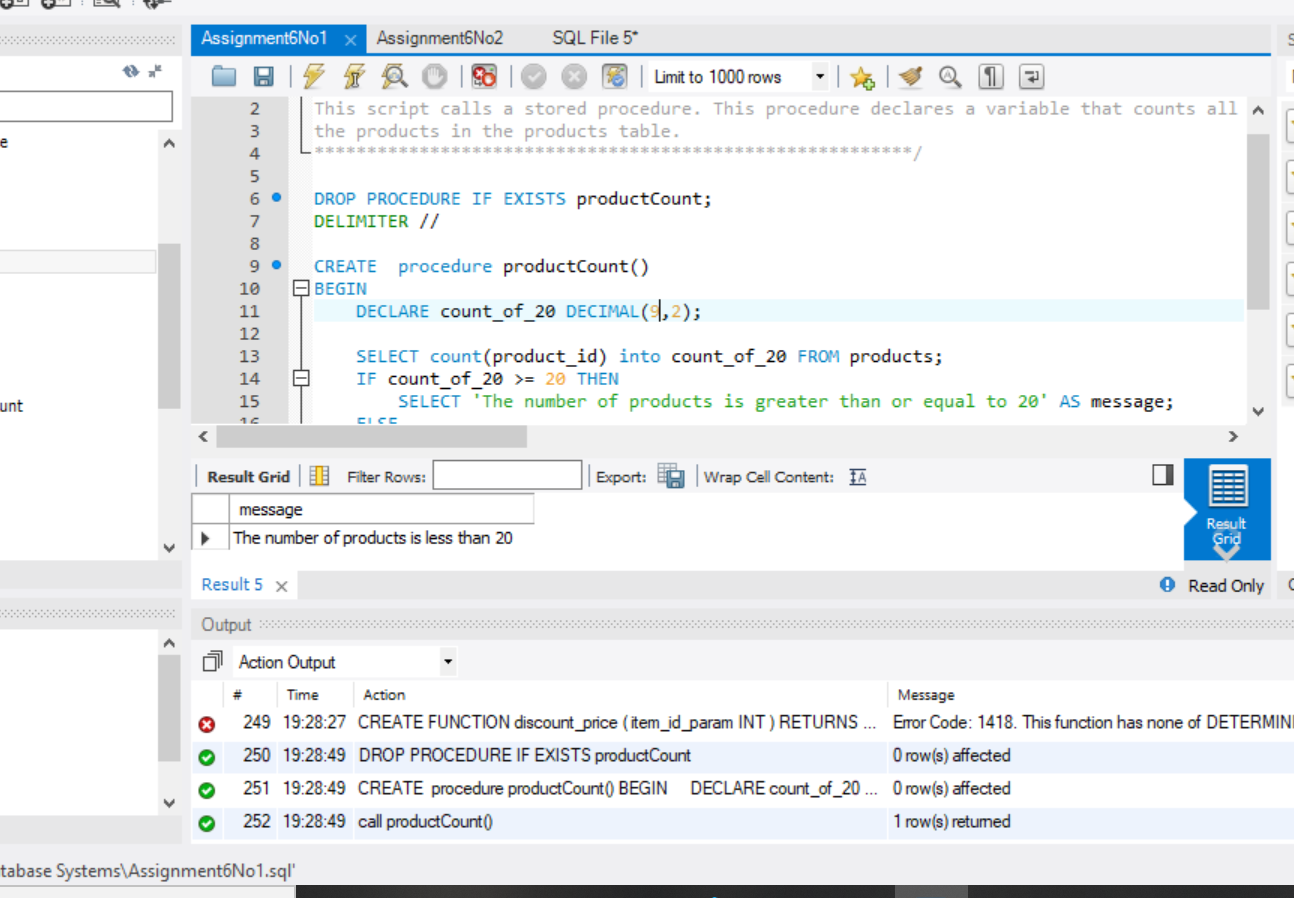 Assignment6No1 Assignment6No2 SQL File 5*
Limit to 1000 rows
2 This script calls a stored procedure. This procedure declares a variable that counts all
3 the products in the products table.
4 *********************************************************/
5
6 DROP PROCEDURE IF EXISTS productCount;
7 DELIMITER //
8
9 CREATE  procedure productCount()
10 BEGIN
11 DECLARE count_of_20 DECIMAL(9,2);
12
13 SELECT count(product_id) into count_of_20 FROM products;
14 IF count_of_20 >= 20 THEN
15 SELECT 'The number of products is greater than or equal to 20' AS message;
16 ELSE
e
unt
Result Grid Filter Rows: Export: Wrap Cell Content:
message
The number of products is less than 20
Result
Grid
Result 5 Read Only
Output
Action Output
# Time Action Message
249 19:28:27 CREATE FUNCTION discount_price ( item_id_param INT ) RETURNS ... Error Code: 1418. This function has none of DETERMINI
250 19:28:49 DROP PROCEDURE IF EXISTS productCount 0 row(s) affected
251 19:28:49 CREATE  procedure productCount() BEGIN     DECLARE count_of_20 ... 0 row(s) affected
252 19:28:49 call productCount() 1 row(s) returned
tabase Systems\Assignment6No1.sql'